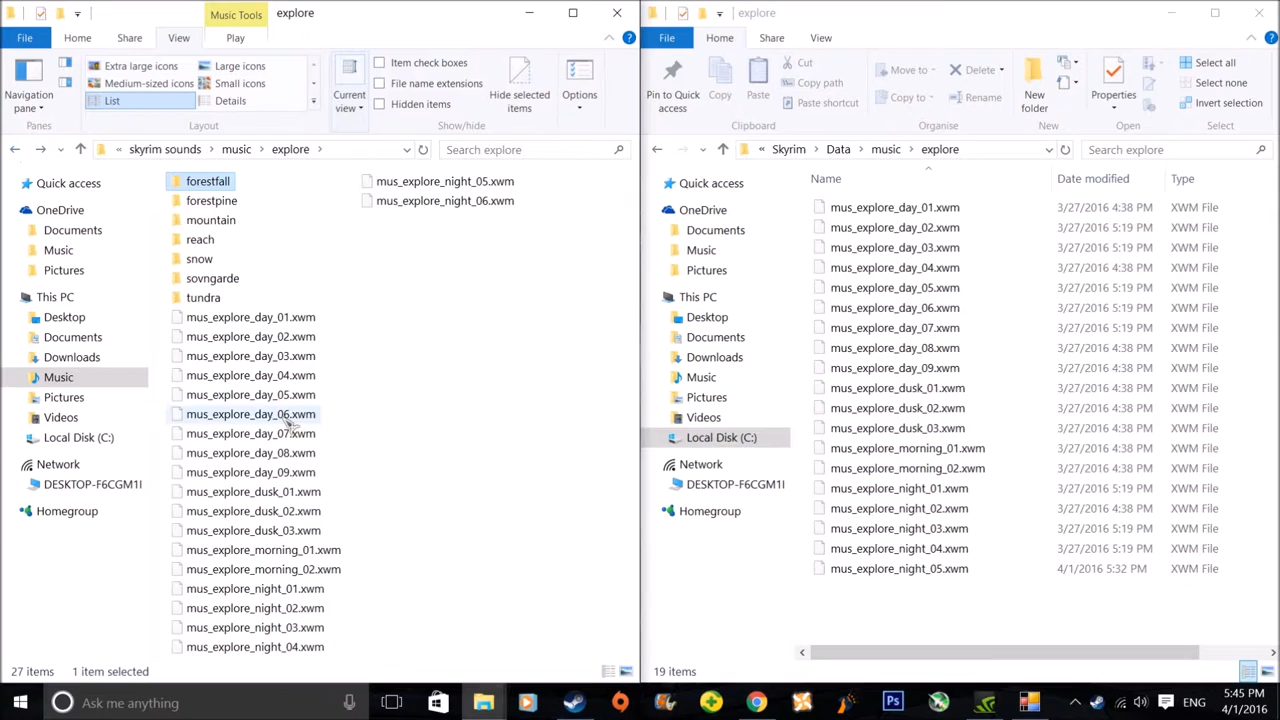 Music Tools
explore
File
Home
Share
View
Play
Navigation pane
Extra large icons
Large icons
Medium-sized icons
Small icons
List
Details
Current view
Item check boxes
File name extensions
Hidden items
Hide selected items
Options
Panes
Layout
Show/hide
« skyrim sounds > music > explore >
Search explore
Quick access
OneDrive
Documents
Music
Pictures
This PC
Desktop
Documents
Downloads
Music
Pictures
Videos
Local Disk (C:)
Network
DESKTOP-F6CGM1I
Homegroup
forestfall
forestpine
mountain
reach
snow
sovngarde
tundra
mus_explore_day_01.xwm
mus_explore_day_02.xwm
mus_explore_day_03.xwm
mus_explore_day_04.xwm
mus_explore_day_05.xwm
mus_explore_day_06.xwm
mus_explore_day_07.xwm
mus_explore_day_08.xwm
mus_explore_day_09.xwm
mus_explore_dusk_01.xwm
mus_explore_dusk_02.xwm
mus_explore_dusk_03.xwm
mus_explore_morning_01.xwm
mus_explore_morning_02.xwm
mus_explore_night_01.xwm
mus_explore_night_02.xwm
mus_explore_night_03.xwm
mus_explore_night_04.xwm
mus_explore_night_05.xwm
mus_explore_night_06.xwm
27 items 1 item selected
explore
File
Home
Share
View
Pin to Quick access
Copy
Paste
Cut
Copy path
Paste shortcut
Move to
Copy to
Delete
Rename
New folder
Properties
Select all
Select none
Invert selection
Clipboard
Organise
New
Open
Select
« Skyrim > Data > music > explore
Search explore
Quick access
OneDrive
Documents
Music
Pictures
This PC
Desktop
Documents
Downloads
Music
Pictures
Videos
Local Disk (C:)
Network
DESKTOP-F6CGM1I
Homegroup
Name Date modified Type
mus_explore_day_01.xwm 3/27/2016 4:38 PM XWM File
mus_explore_day_02.xwm 3/27/2016 5:19 PM XWM File
mus_explore_day_03.xwm 3/27/2016 5:19 PM XWM File
mus_explore_day_04.xwm 3/27/2016 4:38 PM XWM File
mus_explore_day_05.xwm 3/27/2016 5:19 PM XWM File
mus_explore_day_06.xwm 3/27/2016 5:19 PM XWM File
mus_explore_day_07.xwm 3/27/2016 5:19 PM XWM File
mus_explore_day_08.xwm 3/27/2016 4:38 PM XWM File
mus_explore_day_09.xwm 3/27/2016 4:38 PM XWM File
mus_explore_dusk_01.xwm 3/27/2016 4:38 PM XWM File
mus_explore_dusk_02.xwm 3/27/2016 4:38 PM XWM File
mus_explore_dusk_03.xwm 3/27/2016 4:38 PM XWM File
mus_explore_morning_01.xwm 3/27/2016 4:38 PM XWM File
mus_explore_morning_02.xwm 3/27/2016 4:38 PM XWM File
mus_explore_night_01.xwm 3/27/2016 5:19 PM XWM File
mus_explore_night_02.xwm 3/27/2016 4:38 PM XWM File
mus_explore_night_03.xwm 3/27/2016 5:19 PM XWM File
mus_explore_night_04.xwm 3/27/2016 5:19 PM XWM File
mus_explore_night_05.xwm 4/1/2016 5:32 PM XWM File
19 items
Ask me anything
Ps
ENG
5:45 PM
4/1/2016